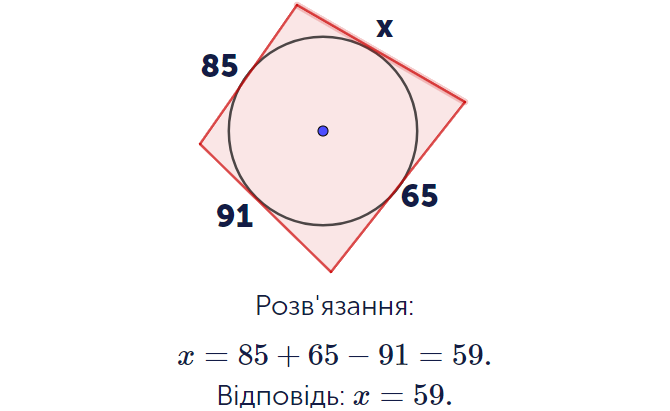 x
85
65
91
Розв'язання:
x = 85 + 65 − 91 = 59.
Відповідь: x = 59.